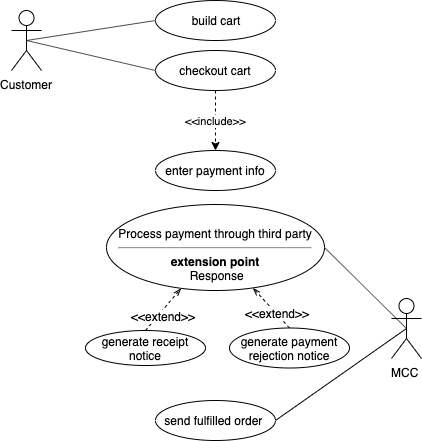 build cart
checkout cart
Customer
<<include>>
enter payment info
Process payment through third party
extension point
Response
<<extend>>
<<extend>>
generate receipt
notice
generate payment
rejection notice
MCC
send fulfilled order